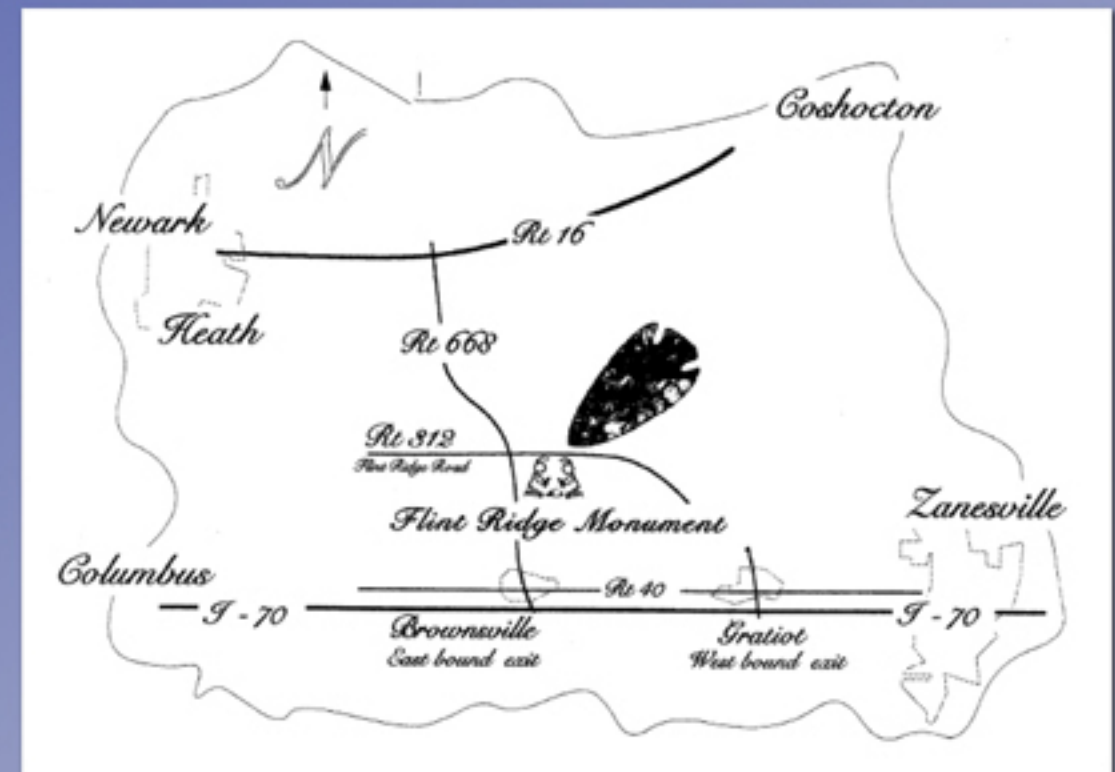 Coshocton
N
Newark
Rt 16
Heath
Rt 668
Rt 312
Flint Ridge Road
Flint Ridge Monument
Zanesville
Columbus
Rt 40
I - 70
I - 70
Brownsville
East bound exit
Gratiot
West bound exit